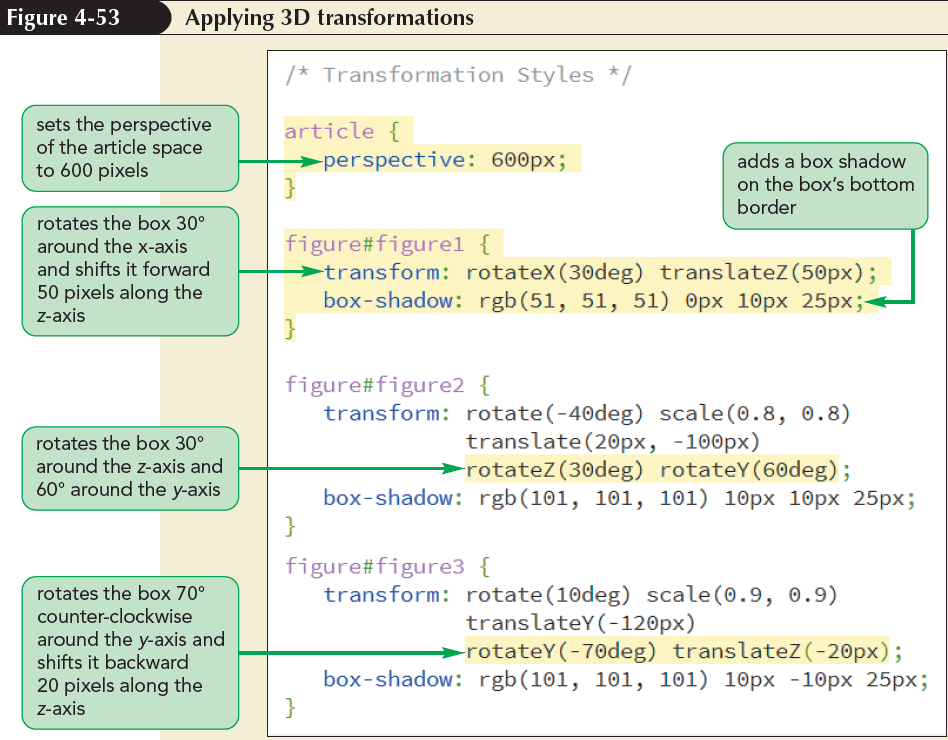 Figure 4-53
Applying 3D transformations
/* Transformation Styles */
sets the perspective
of the article space
to 600 pixels
article {
perspective: 600px;
}
adds a box shadow
on the box's bottom
border
rotates the box 30°
around the x-axis
and shifts it forward
50 pixels along the
z-axis
figure#figure1 {
transform: rotateX(30deg) translateZ(50px);
box-shadow: rgb(51, 51, 51) 0px 10px 25px;
}
figure#figure2 {
transform: rotate(-40deg) scale(0.8, 0.8)
translate(20px, -100px)
rotateZ(30deg) rotateY(60deg);
box-shadow: rgb(101, 101, 101) 10px 10px 25px;
}
rotates the box 30°
around the z-axis and
60° around the y-axis
figure#figure3 {
transform: rotate(10deg) scale(0.9, 0.9)
translateY(-120px)
rotateY(-70deg) translateZ(-20px);
box-shadow: rgb(101, 101, 101) 10px -10px 25px;
}
rotates the box 70°
counter-clockwise
around the y-axis and
shifts it backward
20 pixels along the
z-axis